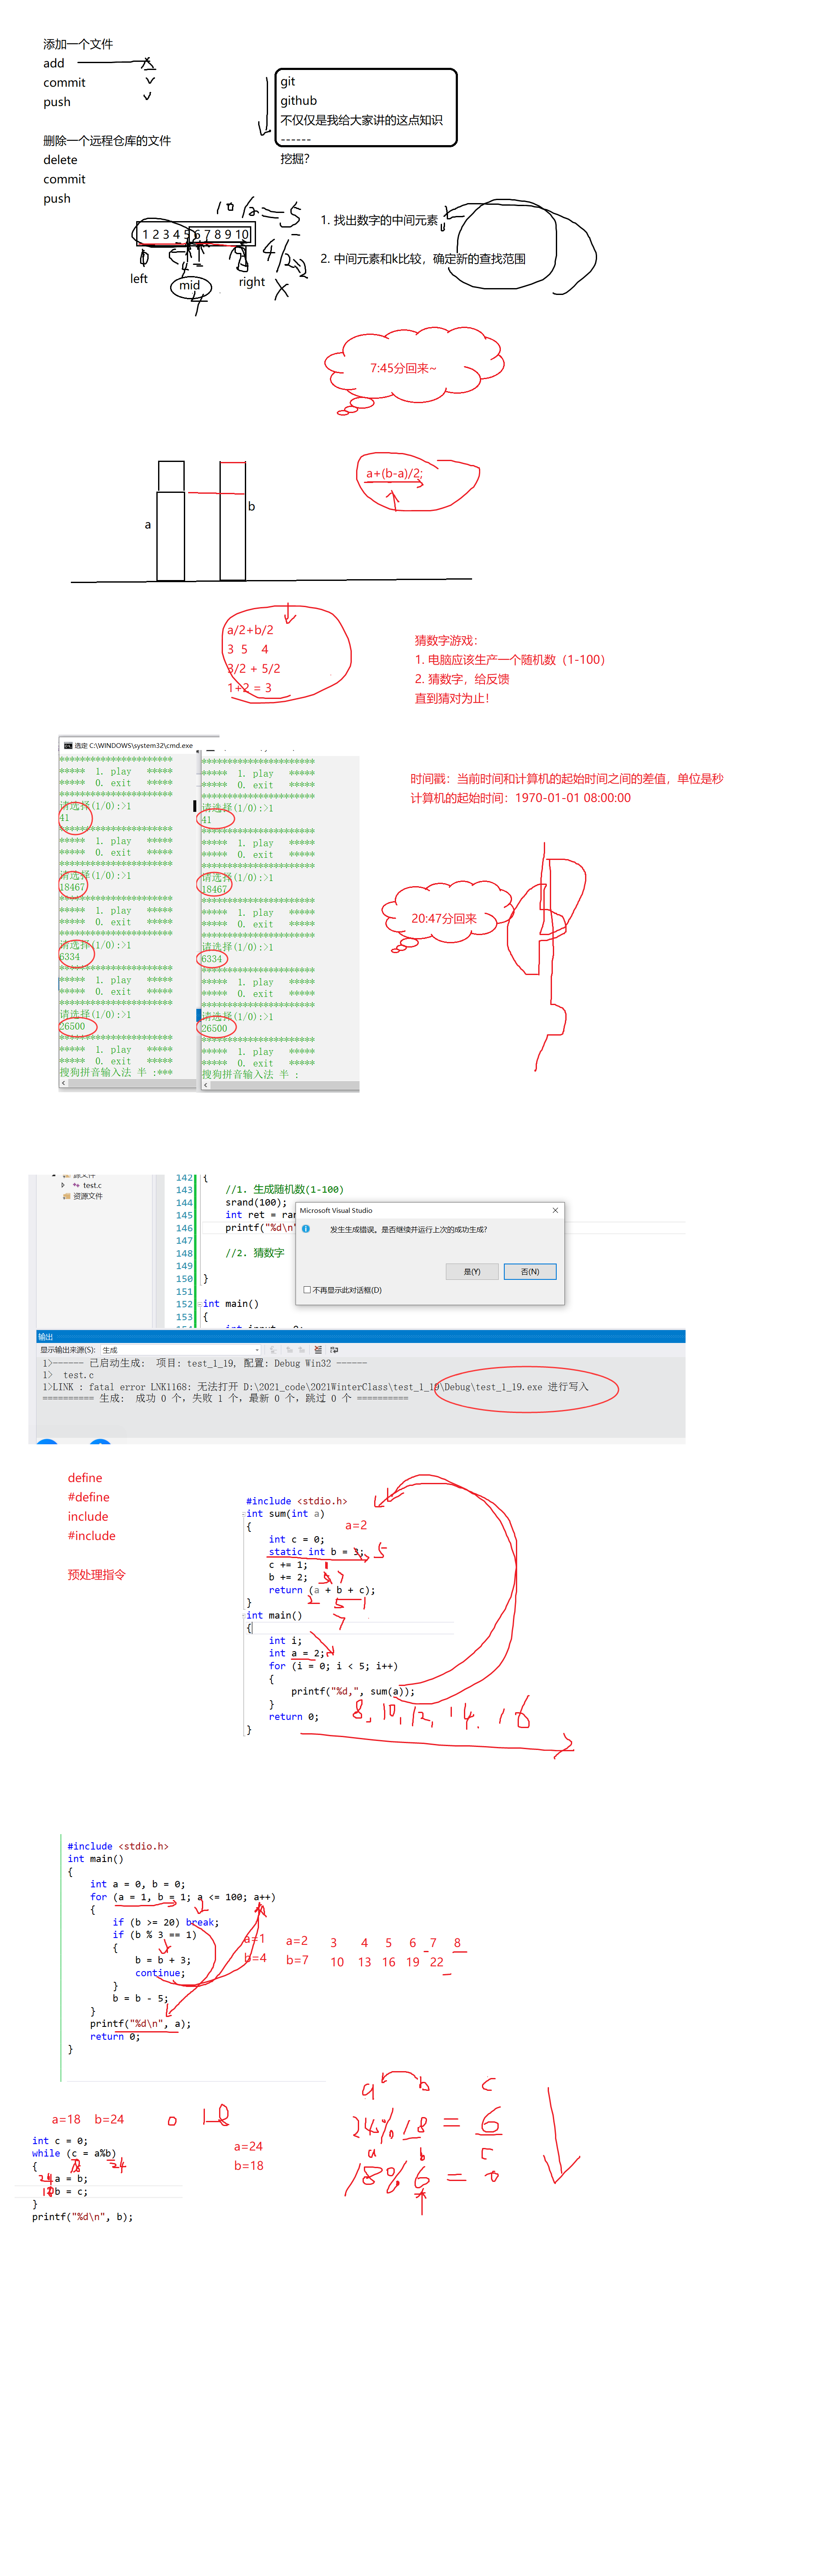 添加一个文件
add
commit
push
git
github
不仅仅是我给大家讲的这点知识
------
挖掘?
删除一个远程仓库的文件
delete
commit
push
10/2=5
1 2 3 4 5 6 7 8 9 10
left
mid
right
4
4/2=2
1. 找出数字的中间元素
2. 中间元素和k比较，确定新的查找范围
7:45分回来~
a
b
a+(b-a)/2;
a/2+b/2
3 5 4
3/2 + 5/2
1+2 = 3
猜数字游戏：
1. 电脑应该生产一个随机数（1-100）
2. 猜数字，给反馈
直到猜对为止！
选定 C:\WINDOWS\system32\cmd.exe
**********************
***** 1. play *****
***** 0. exit *****
**********************
请选择(1/0):>1
41
**********************
***** 1. play *****
***** 0. exit *****
**********************
请选择(1/0):>1
18467
**********************
***** 1. play *****
***** 0. exit *****
**********************
请选择(1/0):>1
6334
**********************
***** 1. play *****
***** 0. exit *****
**********************
请选择(1/0):>1
26500
**********************
***** 1. play *****
***** 0. exit *****
搜狗拼音输入法 半 :***
**********************
***** 1. play *****
***** 0. exit *****
**********************
请选择(1/0):>1
41
**********************
***** 1. play *****
***** 0. exit *****
**********************
请选择(1/0):>1
18467
**********************
***** 1. play *****
***** 0. exit *****
**********************
请选择(1/0):>1
6334
**********************
***** 1. play *****
***** 0. exit *****
**********************
请选择(1/0):>1
26500
**********************
***** 1. play *****
***** 0. exit *****
搜狗拼音输入法 半 :
时间戳：当前时间和计算机的起始时间之间的差值，单位是秒
计算机的起始时间：1970-01-01 08:00:00
20:47分回来
源文件
test.c
资源文件
142 {
143 //1. 生成随机数(1-100)
144 srand(100);
145 int ret = ran
146 printf("%d\n"
147
148 //2. 猜数字
149
150 }
151
152 int main()
153 {
Microsoft Visual Studio
发生生成错误。是否继续并运行上次的成功生成?
是(Y)
否(N)
不再显示此对话框(D)
输出
显示输出来源(S): 生成
1>------ 已启动生成: 项目: test_1_19, 配置: Debug Win32 ------
1> test.c
1>LINK : fatal error LNK1168: 无法打开 D:\2021_code\2021WinterClass\test_1_19\Debug\test_1_19.exe 进行写入
========== 生成: 成功 0 个，失败 1 个，最新 0 个，跳过 0 个 ==========
define
#define
include
#include
预处理指令
#include <stdio.h>
int sum(int a)
{
a=2
int c = 0;
static int b = 3;
5
c += 1;
b += 2;
7
return (a + b + c);
2 5 1
}
int main()
7
{
int i;
int a = 2;
for (i = 0; i < 5; i++)
{
printf("%d,", sum(a));
}
return 0;
8, 10, 12, 14, 16
}
#include <stdio.h>
int main()
{
int a = 0, b = 0;
for (a = 1, b = 1; a <= 100; a++)
{
if (b >= 20) break;
if (b % 3 == 1)
{
b = b + 3;
continue;
}
b = b - 5;
}
printf("%d\n", a);
return 0;
}
a=1 a=2 3 4 5 6 7 8
b=4 b=7 10 13 16 19 22
a=18 b=24
0 18
int c = 0;
while (c = a%b)
18 24
{
24 a = b;
18 b = c;
}
printf("%d\n", b);
a=24
b=18
a b c
24%18 = 6
a b c
18%6 = 0